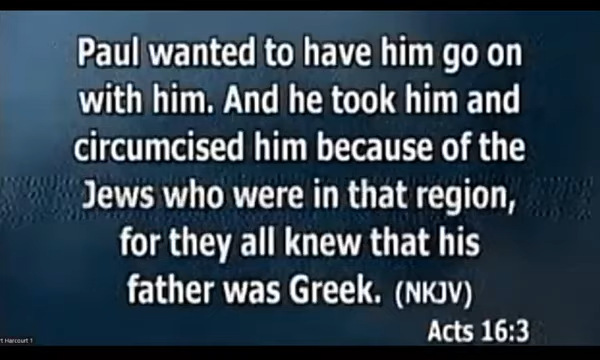 Paul wanted to have him go on
with him. And he took him and
circumcised him because of the
Jews who were in that region,
for they all knew that his
father was Greek. (NKJV)
Acts 16:3
t Harcourt 1